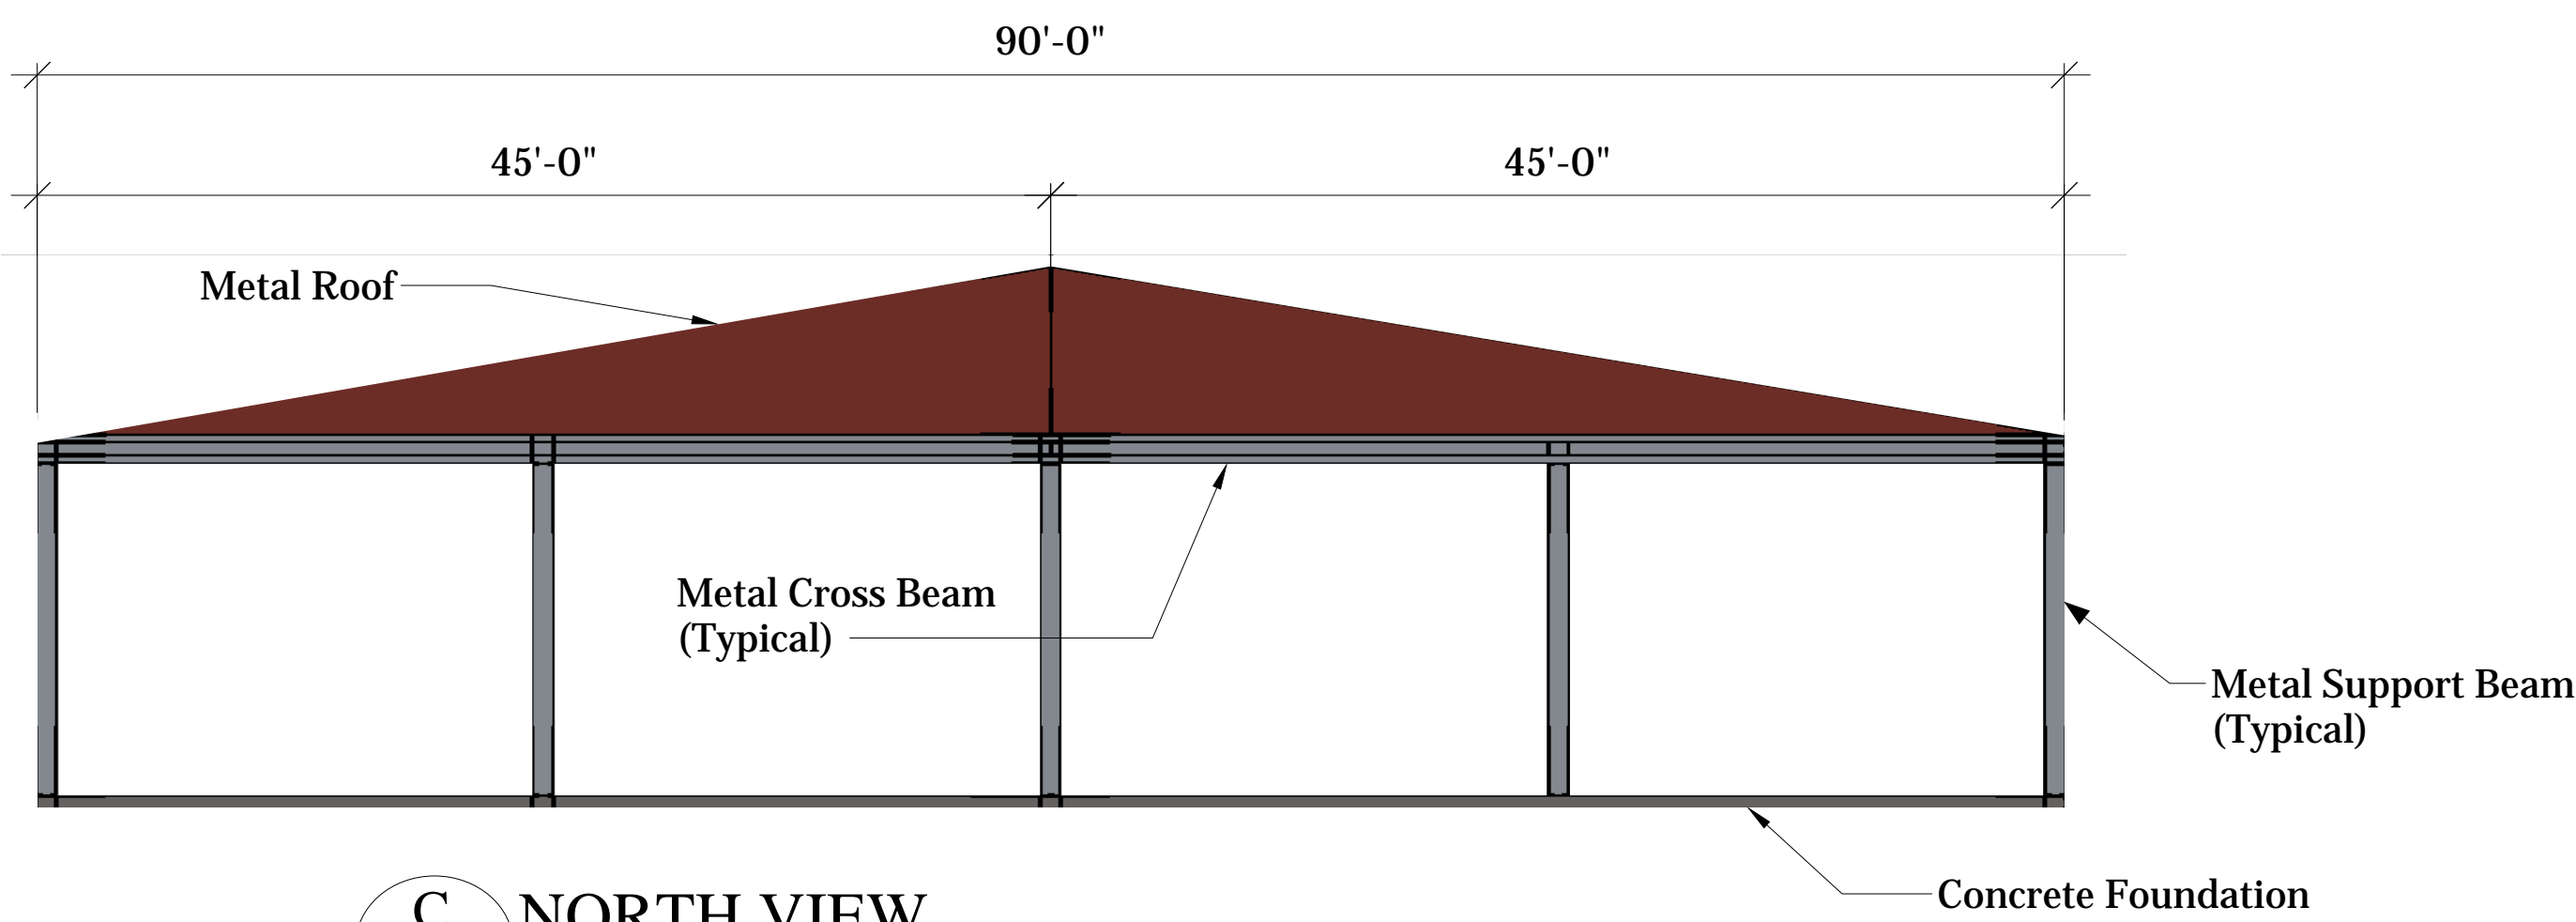 90'-0"
45'-0"
45'-0"
Metal Roof
Metal Cross Beam
(Typical)
Metal Support Beam
(Typical)
Concrete Foundation
C
NORTH VIEW